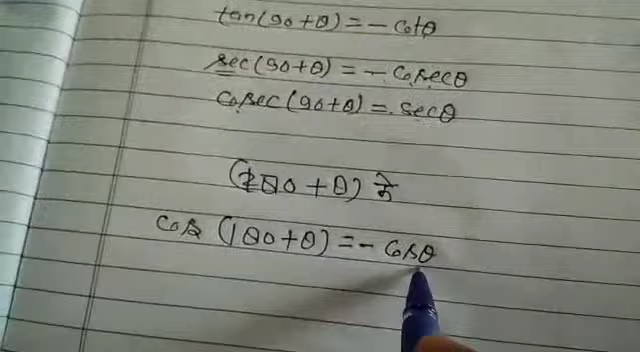 tan(90+θ)=-cotθ
sec(90+θ)=-cosecθ
cosec(90+θ)=secθ
(180+θ) में
cos(180+θ)=-cosθ